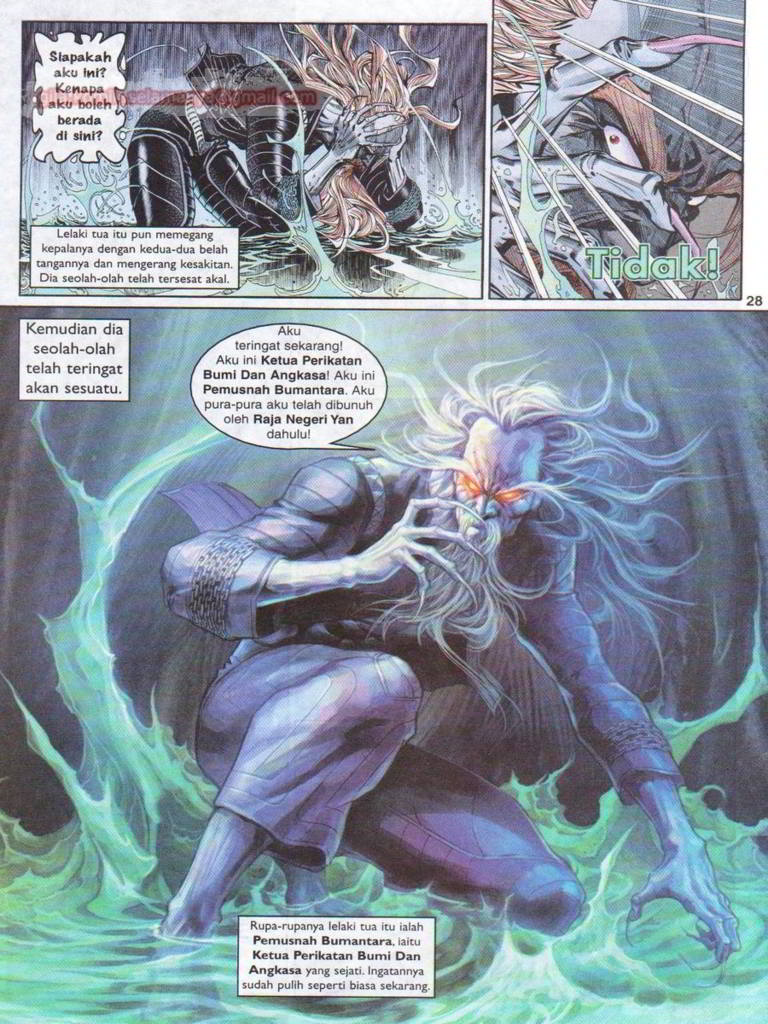 Siapakah
aku ini?
Kenapa
aku boleh
berada
di sini?
Lelaki tua itu pun memegang
kepalanya dengan kedua-dua belah
tangannya dan mengerang kesakitan.
Dia seolah-olah telah tersesat akal.
Tidak!
28
Kemudian dia
seolah-olah
telah teringat
akan sesuatu.
Aku
teringat sekarang!
Aku ini Ketua Perikatan
Bumi Dan Angkasa! Aku ini
Pemusnah Bumantara. Aku
pura-pura aku telah dibunuh
oleh Raja Negeri Yan
dahulu!
Rupa-rupanya lelaki tua itu ialah
Pemusnah Bumantara, iaitu
Ketua Perikatan Bumi Dan
Angkasa yang sejati. Ingatannya
sudah pulih seperti biasa sekarang.